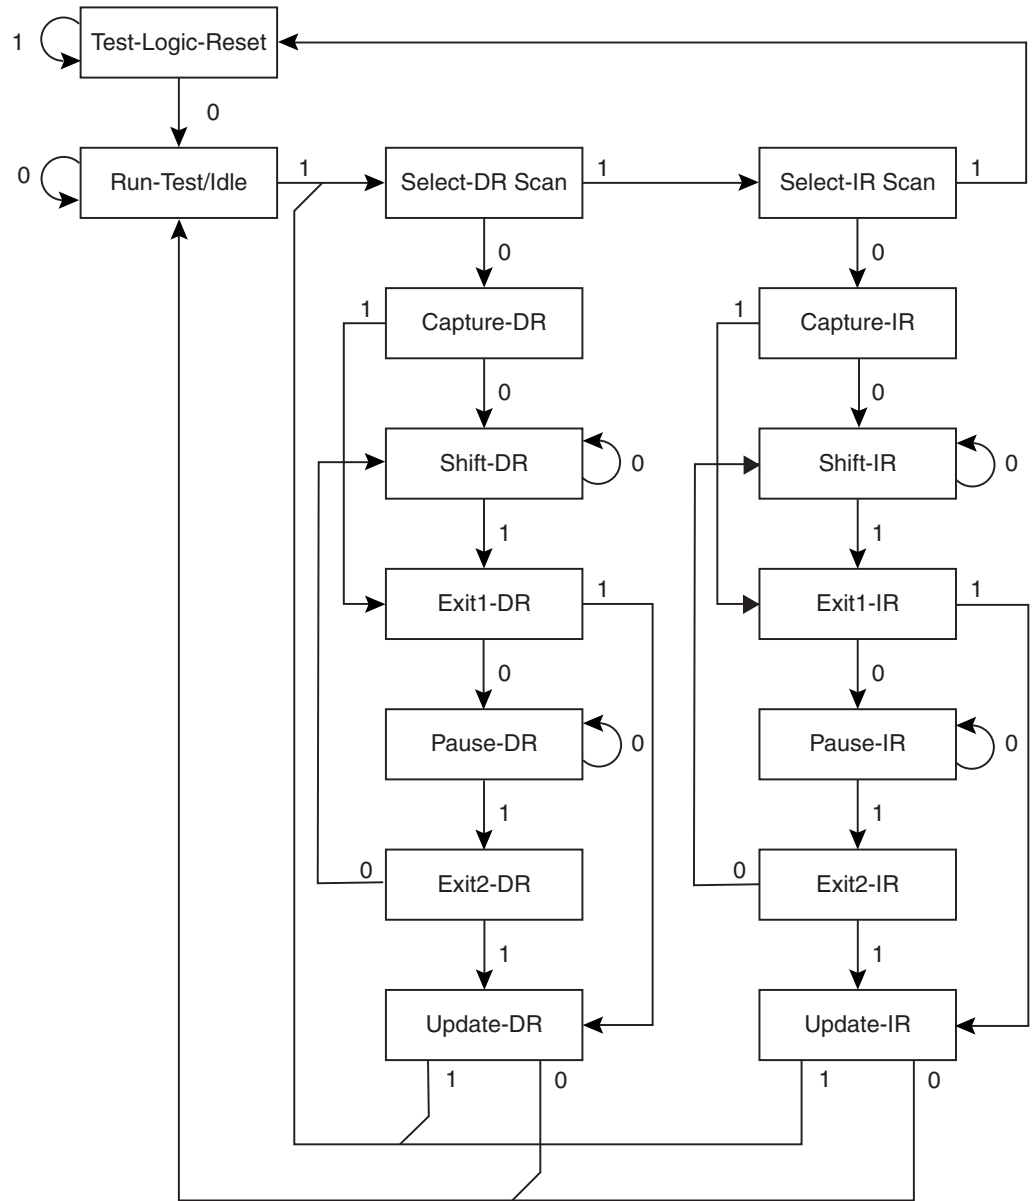 1
Test-Logic-Reset
0
0
Run-Test/Idle
1
Select-DR Scan
1
Select-IR Scan
1
0
0
1
Capture-DR
1
Capture-IR
0
0
Shift-DR
0
Shift-IR
0
1
1
Exit1-DR
1
Exit1-IR
1
0
0
Pause-DR
0
Pause-IR
0
1
1
0
Exit2-DR
0
Exit2-IR
1
1
Update-DR
Update-IR
1
0
1
0